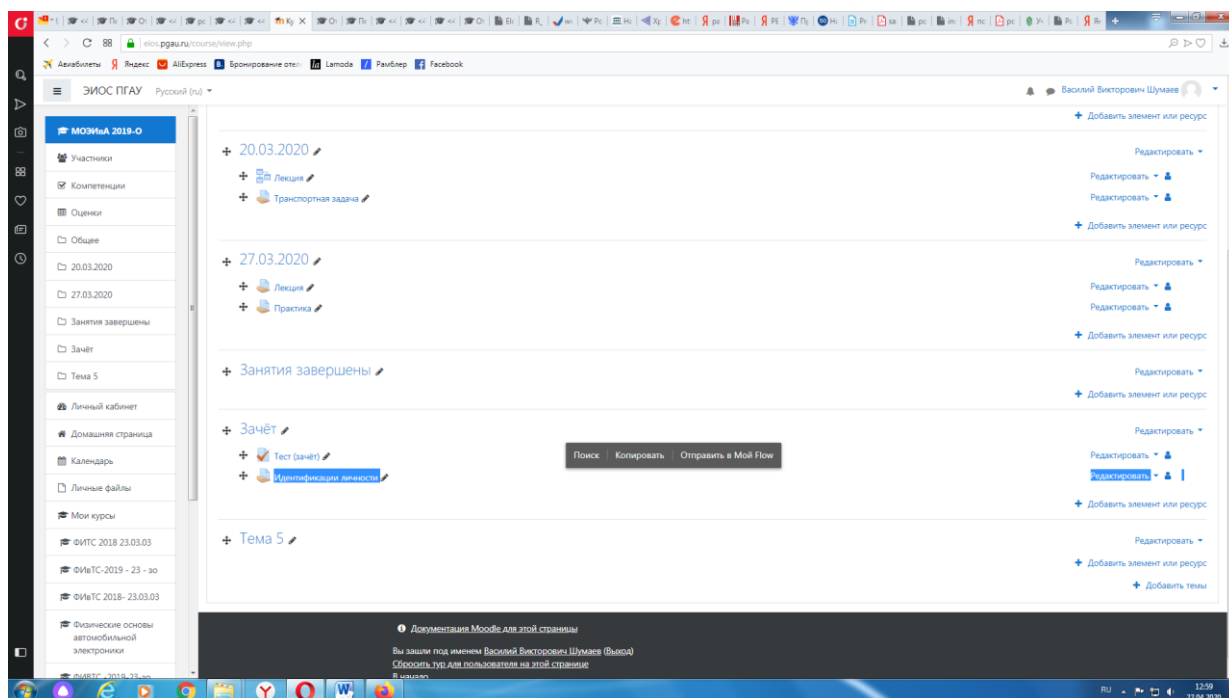 eios.pgau.ru/course/view.php
Авиабилеты Яндекс AliExpress Бронирование отел Lamoda Рамблер Facebook
ЭИОС ПГАУ Русский (ru)
Василий Викторович Шумаев
МОЭИвА 2019-О
Участники
Компетенции
Оценки
Общее
20.03.2020
27.03.2020
Занятия завершены
Зачёт
Тема 5
Личный кабинет
Домашняя страница
Календарь
Личные файлы
Мои курсы
ФИТС 2018 23.03.03
ФИвТС-2019 - 23 - зо
ФИвТС 2018- 23.03.03
Физические основы
автомобильной
электроники
Добавить элемент или ресурс
20.03.2020 Редактировать
Лекция Редактировать
Транспортная задача Редактировать
Добавить элемент или ресурс
27.03.2020 Редактировать
Лекция Редактировать
Практика Редактировать
Добавить элемент или ресурс
Занятия завершены Редактировать
Добавить элемент или ресурс
Зачёт Редактировать
Тест (зачёт) Редактировать
Поиск Копировать Отправить в Мой Flow
Идентификации личности Редактировать
Добавить элемент или ресурс
Тема 5 Редактировать
Добавить элемент или ресурс
Добавить темы
Документация Moodle для этой страницы
Вы зашли под именем Василий Викторович Шумаев (Выход)
Сбросить тур для пользователя на этой странице
В начало
RU 12:59
22.04.2020